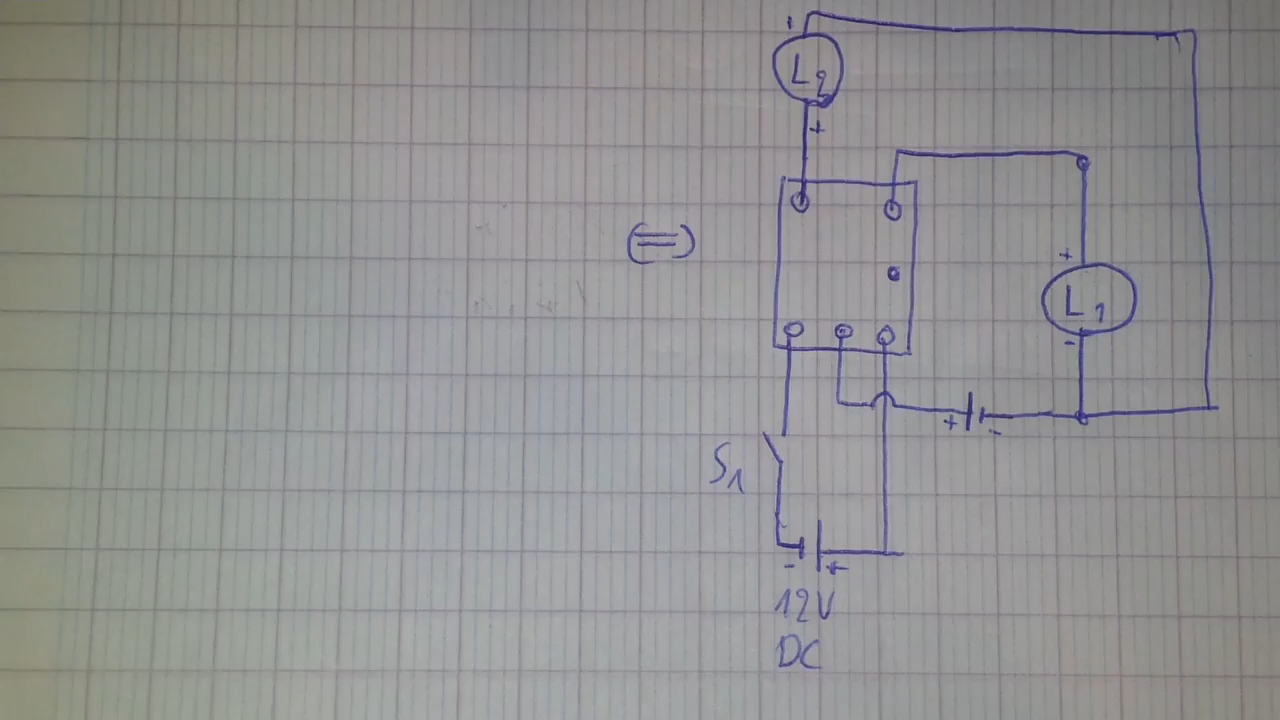 -
L2
+
(=)
+
L1
-
+ -
S1
- +
12V
DC